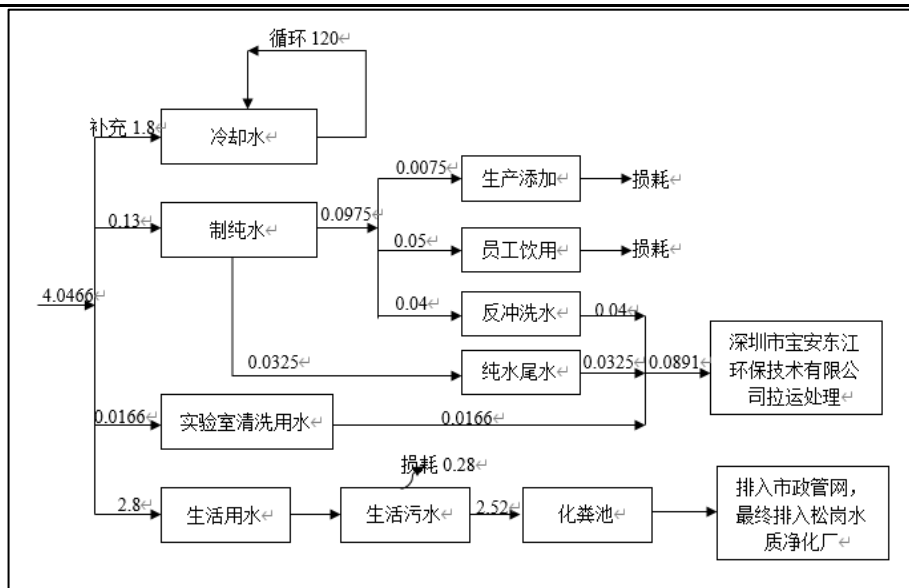 循环 120
补充 1.8
冷却水
0.0075
生产添加
损耗
0.13
制纯水
0.0975
0.05
员工饮用
损耗
4.0466
0.04
反冲洗水
0.04
0.0325
纯水尾水
0.0325
0.0891
深圳市宝安东江
环保技术有限公
司拉运处理
0.0166
实验室清洗用水
0.0166
损耗 0.28
2.8
生活用水
生活污水
2.52
化粪池
排入市政管网，
最终排入松岗水
质净化厂